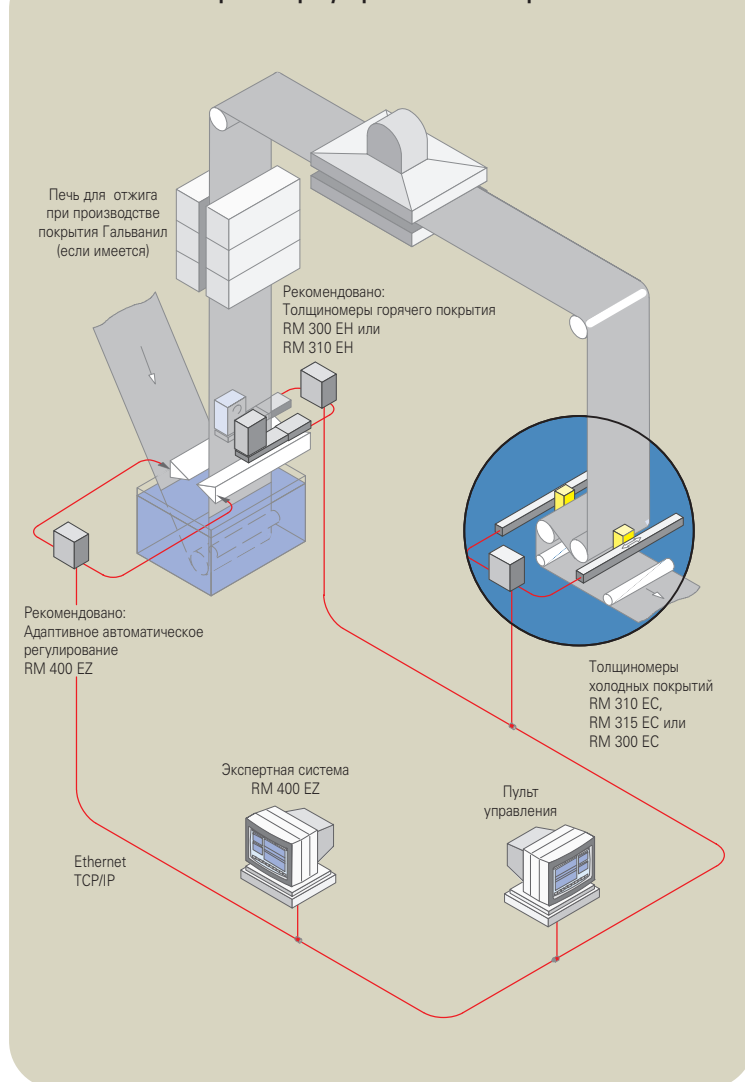 Печь для отжига
при производстве
покрытия Гальванил
(если имеется)
Рекомендовано:
Толщиномеры горячего покрытия
RM 300 EH или
RM 310 EH
Рекомендовано:
Адаптивное автоматическое
регулирование
RM 400 EZ
Толщиномеры
холодных покрытий
RM 310 EC,
RM 315 EC или
RM 300 EC
Экспертная система
RM 400 EZ
Пульт
управления
Ethernet
TCP/IP